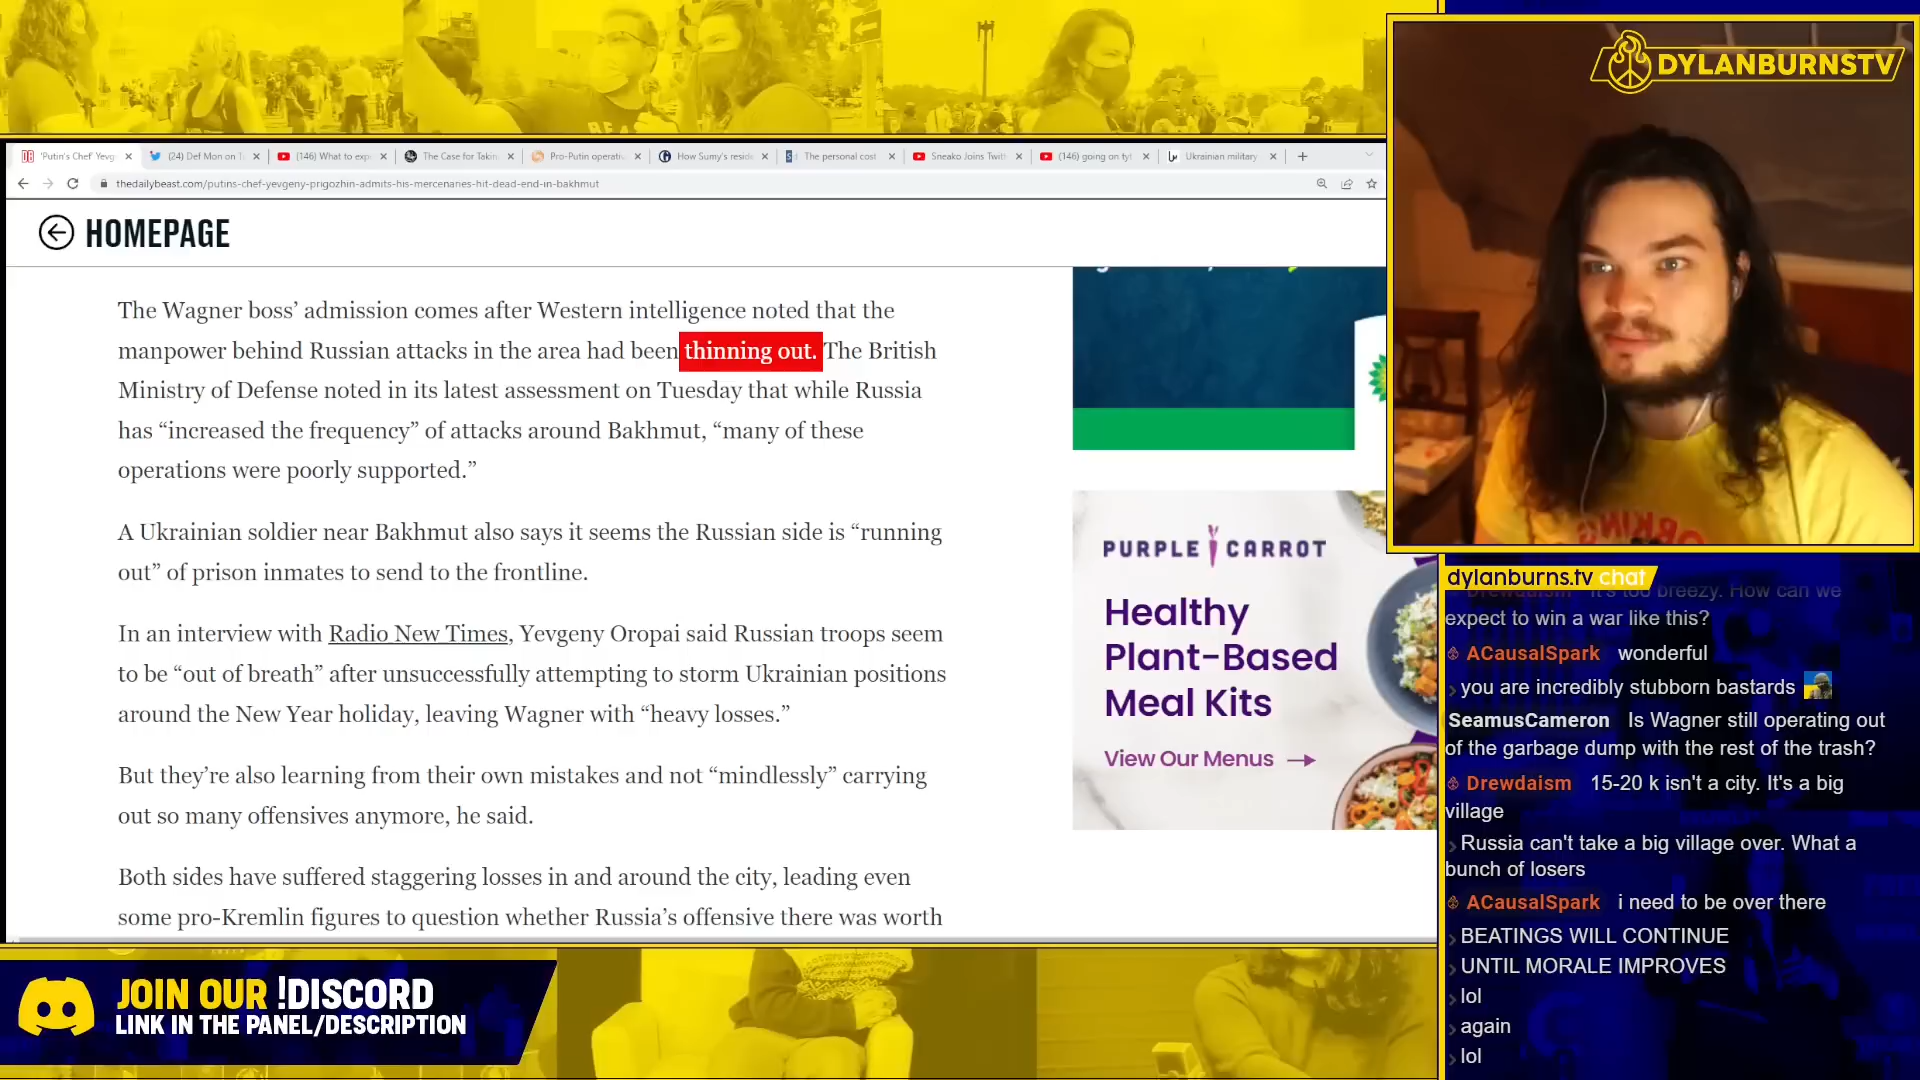 DYLANBURNSTV
'Putin's Chef' Yevg
(24) Def Mon on T
(146) What to exp
The Case for Takin
Pro-Putin operati
How Sumy's reside
The personal cost
Sneako Joins Twitt
(146) going on tyt
Ukrainian military
thedailybeast.com/putins-chef-yevgeny-prigozhin-admits-his-mercenaries-hit-dead-end-in-bakhmut
HOMEPAGE
The Wagner boss’ admission comes after Western intelligence noted that the
manpower behind Russian attacks in the area had been thinning out. The British
Ministry of Defense noted in its latest assessment on Tuesday that while Russia
has “increased the frequency” of attacks around Bakhmut, “many of these
operations were poorly supported.”
A Ukrainian soldier near Bakhmut also says it seems the Russian side is “running
out” of prison inmates to send to the frontline.
In an interview with Radio New Times, Yevgeny Oropai said Russian troops seem
to be “out of breath” after unsuccessfully attempting to storm Ukrainian positions
around the New Year holiday, leaving Wagner with “heavy losses.”
But they’re also learning from their own mistakes and not “mindlessly” carrying
out so many offensives anymore, he said.
Both sides have suffered staggering losses in and around the city, leading even
some pro-Kremlin figures to question whether Russia’s offensive there was worth
PURPLE CARROT
Healthy
Plant-Based
Meal Kits
View Our Menus →
dylanburns.tv chat
Drewdaism It's too breezy. How can we
expect to win a war like this?
ACausalSpark wonderful
you are incredibly stubborn bastards
SeamusCameron Is Wagner still operating out
of the garbage dump with the rest of the trash?
Drewdaism 15-20 k isn't a city. It's a big
village
Russia can't take a big village over. What a
bunch of losers
ACausalSpark i need to be over there
BEATINGS WILL CONTINUE
UNTIL MORALE IMPROVES
lol
again
lol
JOIN OUR !DISCORD
LINK IN THE PANEL/DESCRIPTION